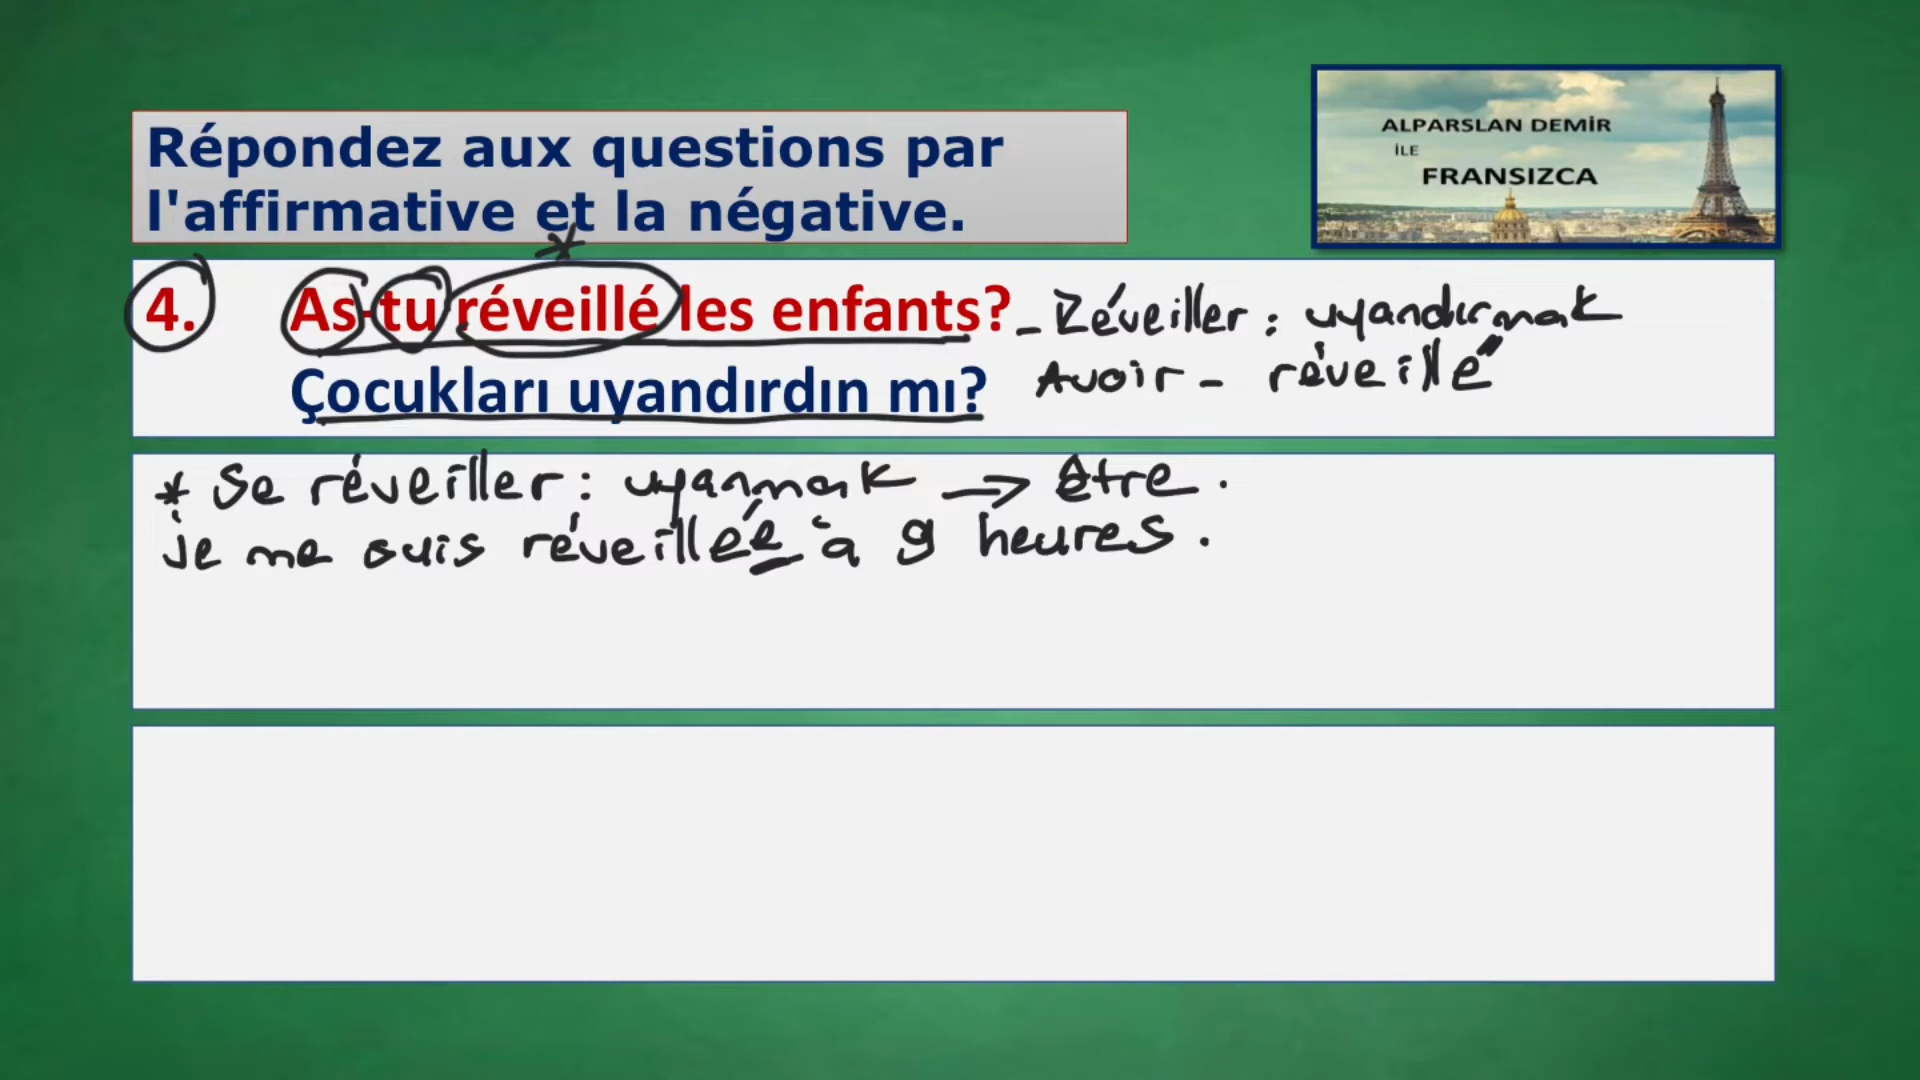 Répondez aux questions par
l'affirmative et la négative.
ALPARSLAN DEMİR
İLE
FRANSIZCA
4. As-tu réveillé les enfants?
- Réveiller : uyandırmak
Çocukları uyandırdın mı?
Avoir - réveillé
* Se réveiller : uyanmak → être.
je me suis réveillée à 9 heures.